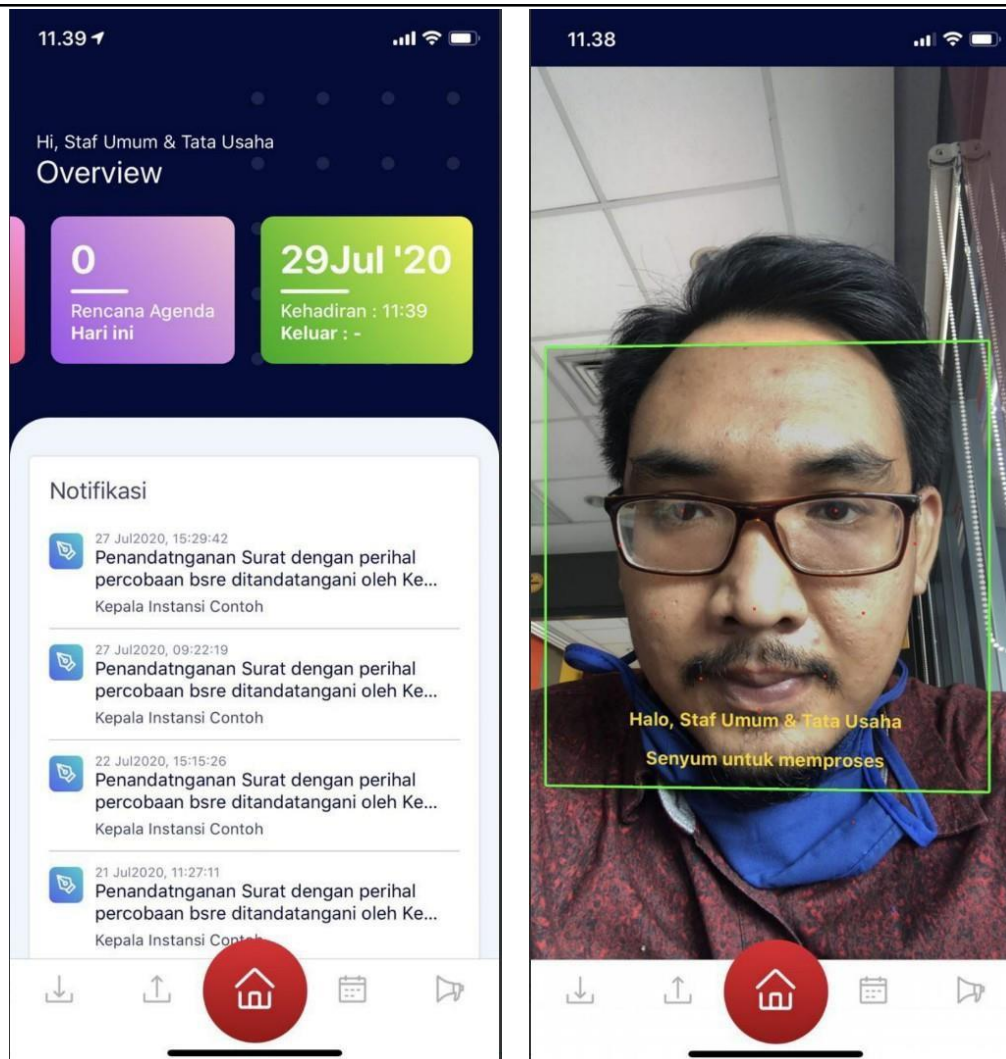 11.39
Hi, Staf Umum & Tata Usaha
Overview
0
Rencana Agenda
Hari ini
29Jul '20
Kehadiran : 11:39
Keluar : -
Notifikasi
27 Jul2020, 15:29:42
Penandatnganan Surat dengan perihal
percobaan bsre ditandatangani oleh Ke...
Kepala Instansi Contoh
27 Jul2020, 09:22:19
Penandatnganan Surat dengan perihal
percobaan bsre ditandatangani oleh Ke...
Kepala Instansi Contoh
22 Jul2020, 15:15:26
Penandatnganan Surat dengan perihal
percobaan bsre ditandatangani oleh Ke...
Kepala Instansi Contoh
21 Jul2020, 11:27:11
Penandatnganan Surat dengan perihal
percobaan bsre ditandatangani oleh Ke...
Kepala Instansi Contoh
11.38
Halo, Staf Umum & Tata Usaha
Senyum untuk memproses